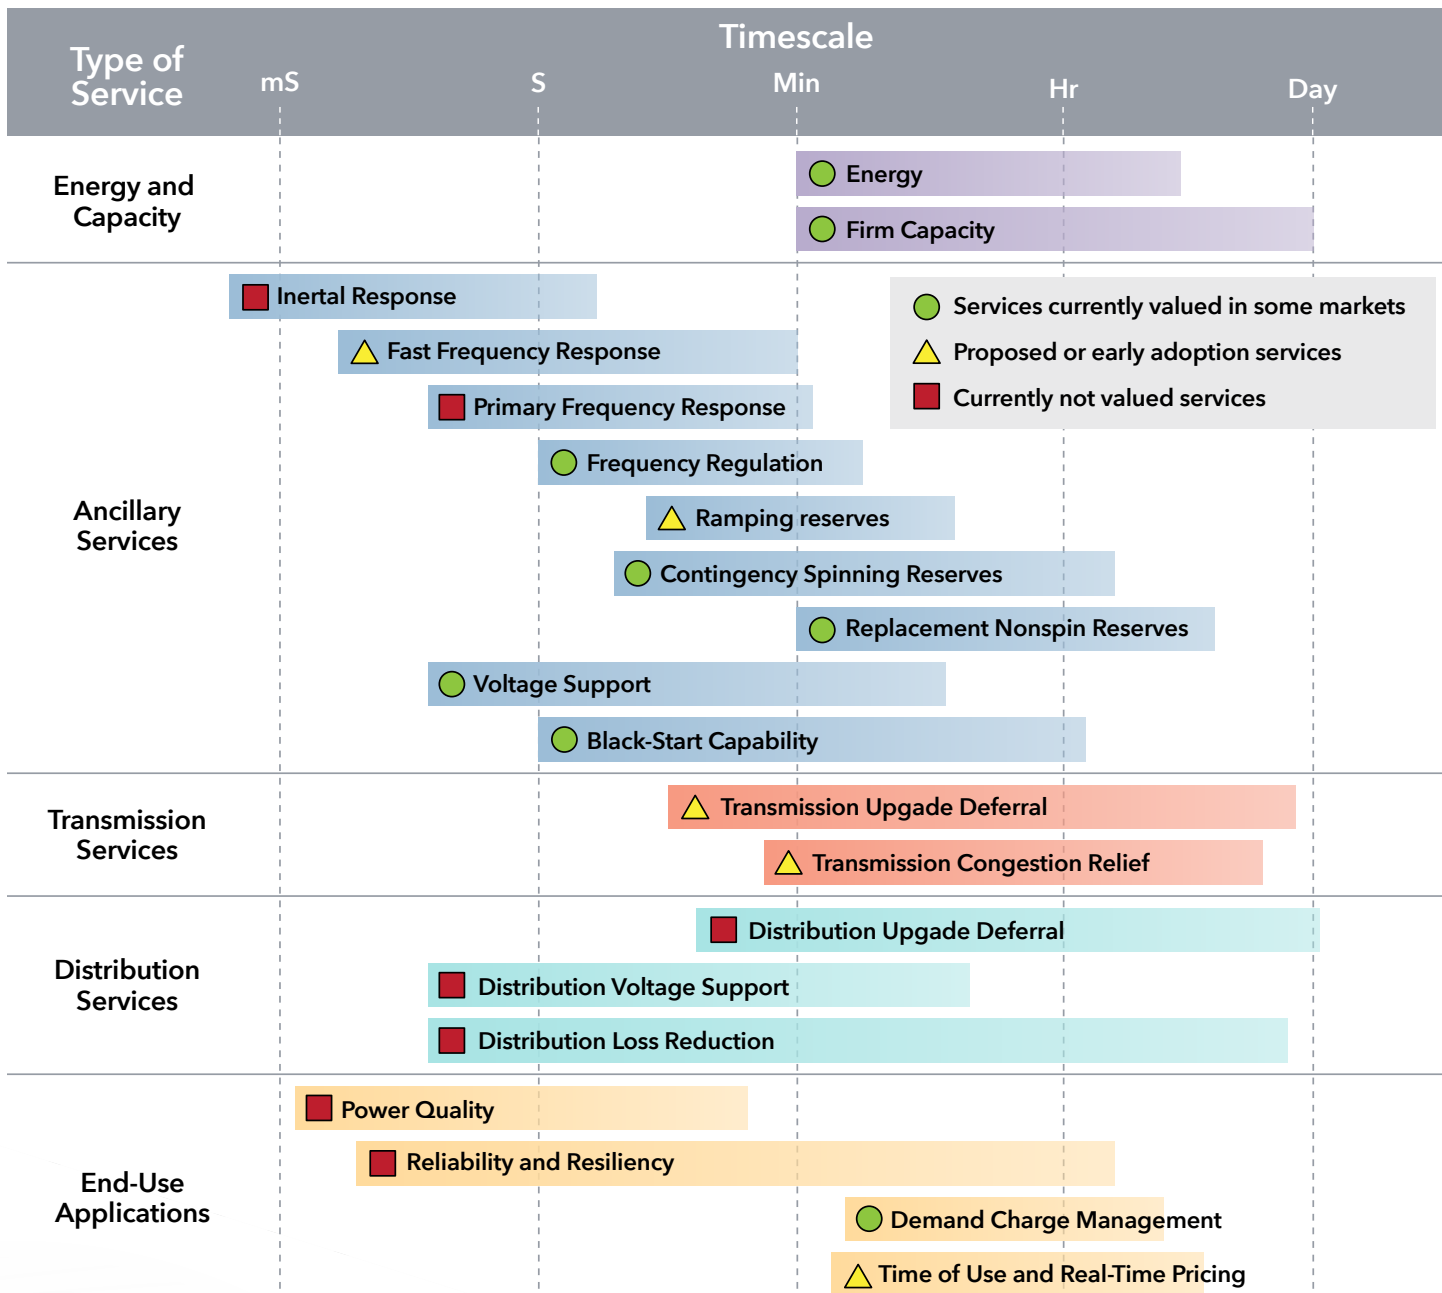 Timescale
Type of
Service
mS
S
Min
Hr
Day
Energy and
Capacity
Energy
Firm Capacity
Ancillary
Services
Inertal Response
Fast Frequency Response
Primary Frequency Response
Frequency Regulation
Ramping reserves
Contingency Spinning Reserves
Replacement Nonspin Reserves
Voltage Support
Black-Start Capability
Services currently valued in some markets
Proposed or early adoption services
Currently not valued services
Transmission
Services
Transmission Upgade Deferral
Transmission Congestion Relief
Distribution
Services
Distribution Upgade Deferral
Distribution Voltage Support
Distribution Loss Reduction
End-Use
Applications
Power Quality
Reliability and Resiliency
Demand Charge Management
Time of Use and Real-Time Pricing